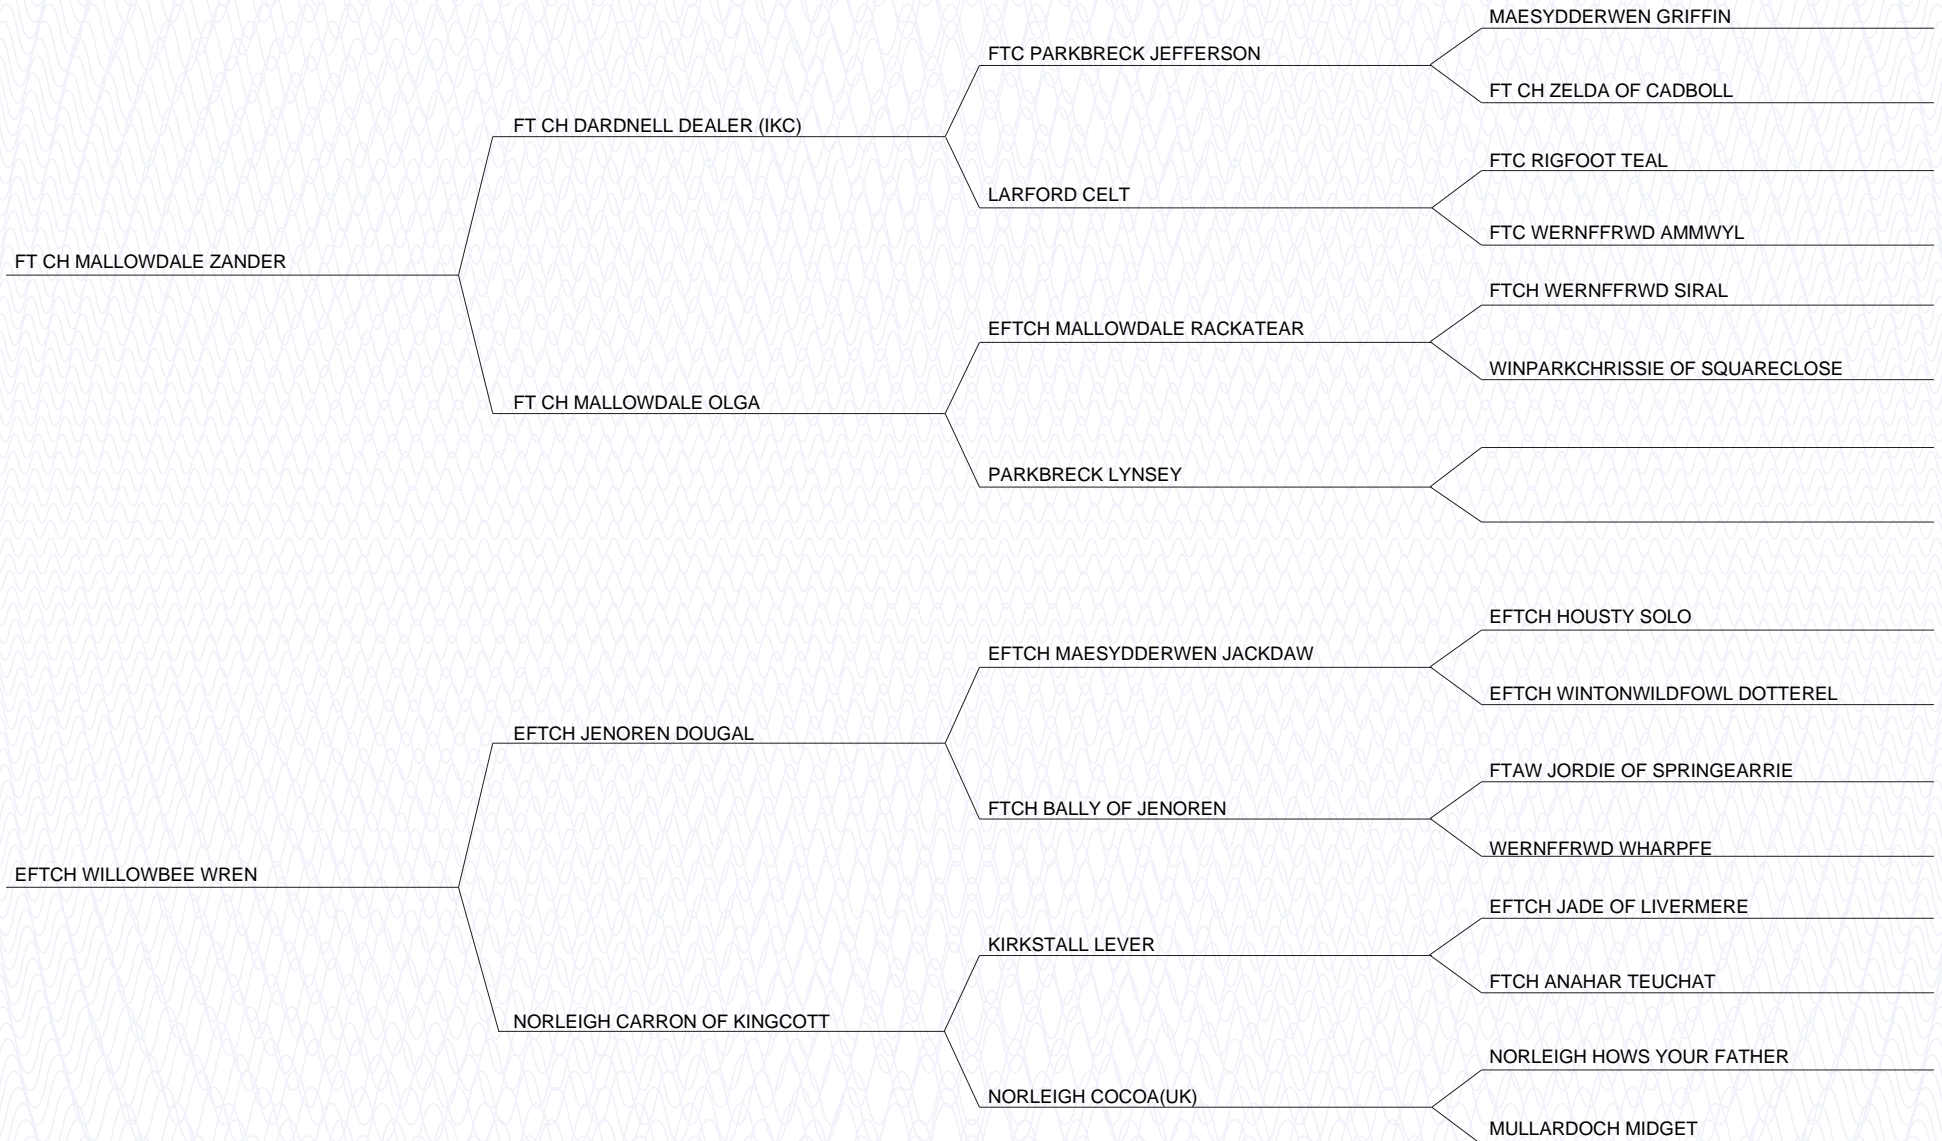 MAESYDDERWEN GRIFFIN
FTC PARKBRECK JEFFERSON
FT CH ZELDA OF CADBOLL
FT CH DARDNELL DEALER (IKC)
FTC RIGFOOT TEAL
LARFORD CELT
FTC WERNFFRWD AMMWYL
FT CH MALLOWDALE ZANDER
FTCH WERNFFRWD SIRAL
EFTCH MALLOWDALE RACKATEAR
WINPARKCHRISSIE OF SQUARECLOSE
FT CH MALLOWDALE OLGA
PARKBRECK LYNSEY
EFTCH HOUSTY SOLO
EFTCH MAESYDDERWEN JACKDAW
EFTCH WINTONWILDFOWL DOTTEREL
EFTCH JENOREN DOUGAL
FTAW JORDIE OF SPRINGEARRIE
FTCH BALLY OF JENOREN
WERNFFRWD WHARPFE
EFTCH WILLOWBEE WREN
EFTCH JADE OF LIVERMERE
KIRKSTALL LEVER
FTCH ANAHAR TEUCHAT
NORLEIGH CARRON OF KINGCOTT
NORLEIGH HOWS YOUR FATHER
NORLEIGH COCOA(UK)
MULLARDOCH MIDGET